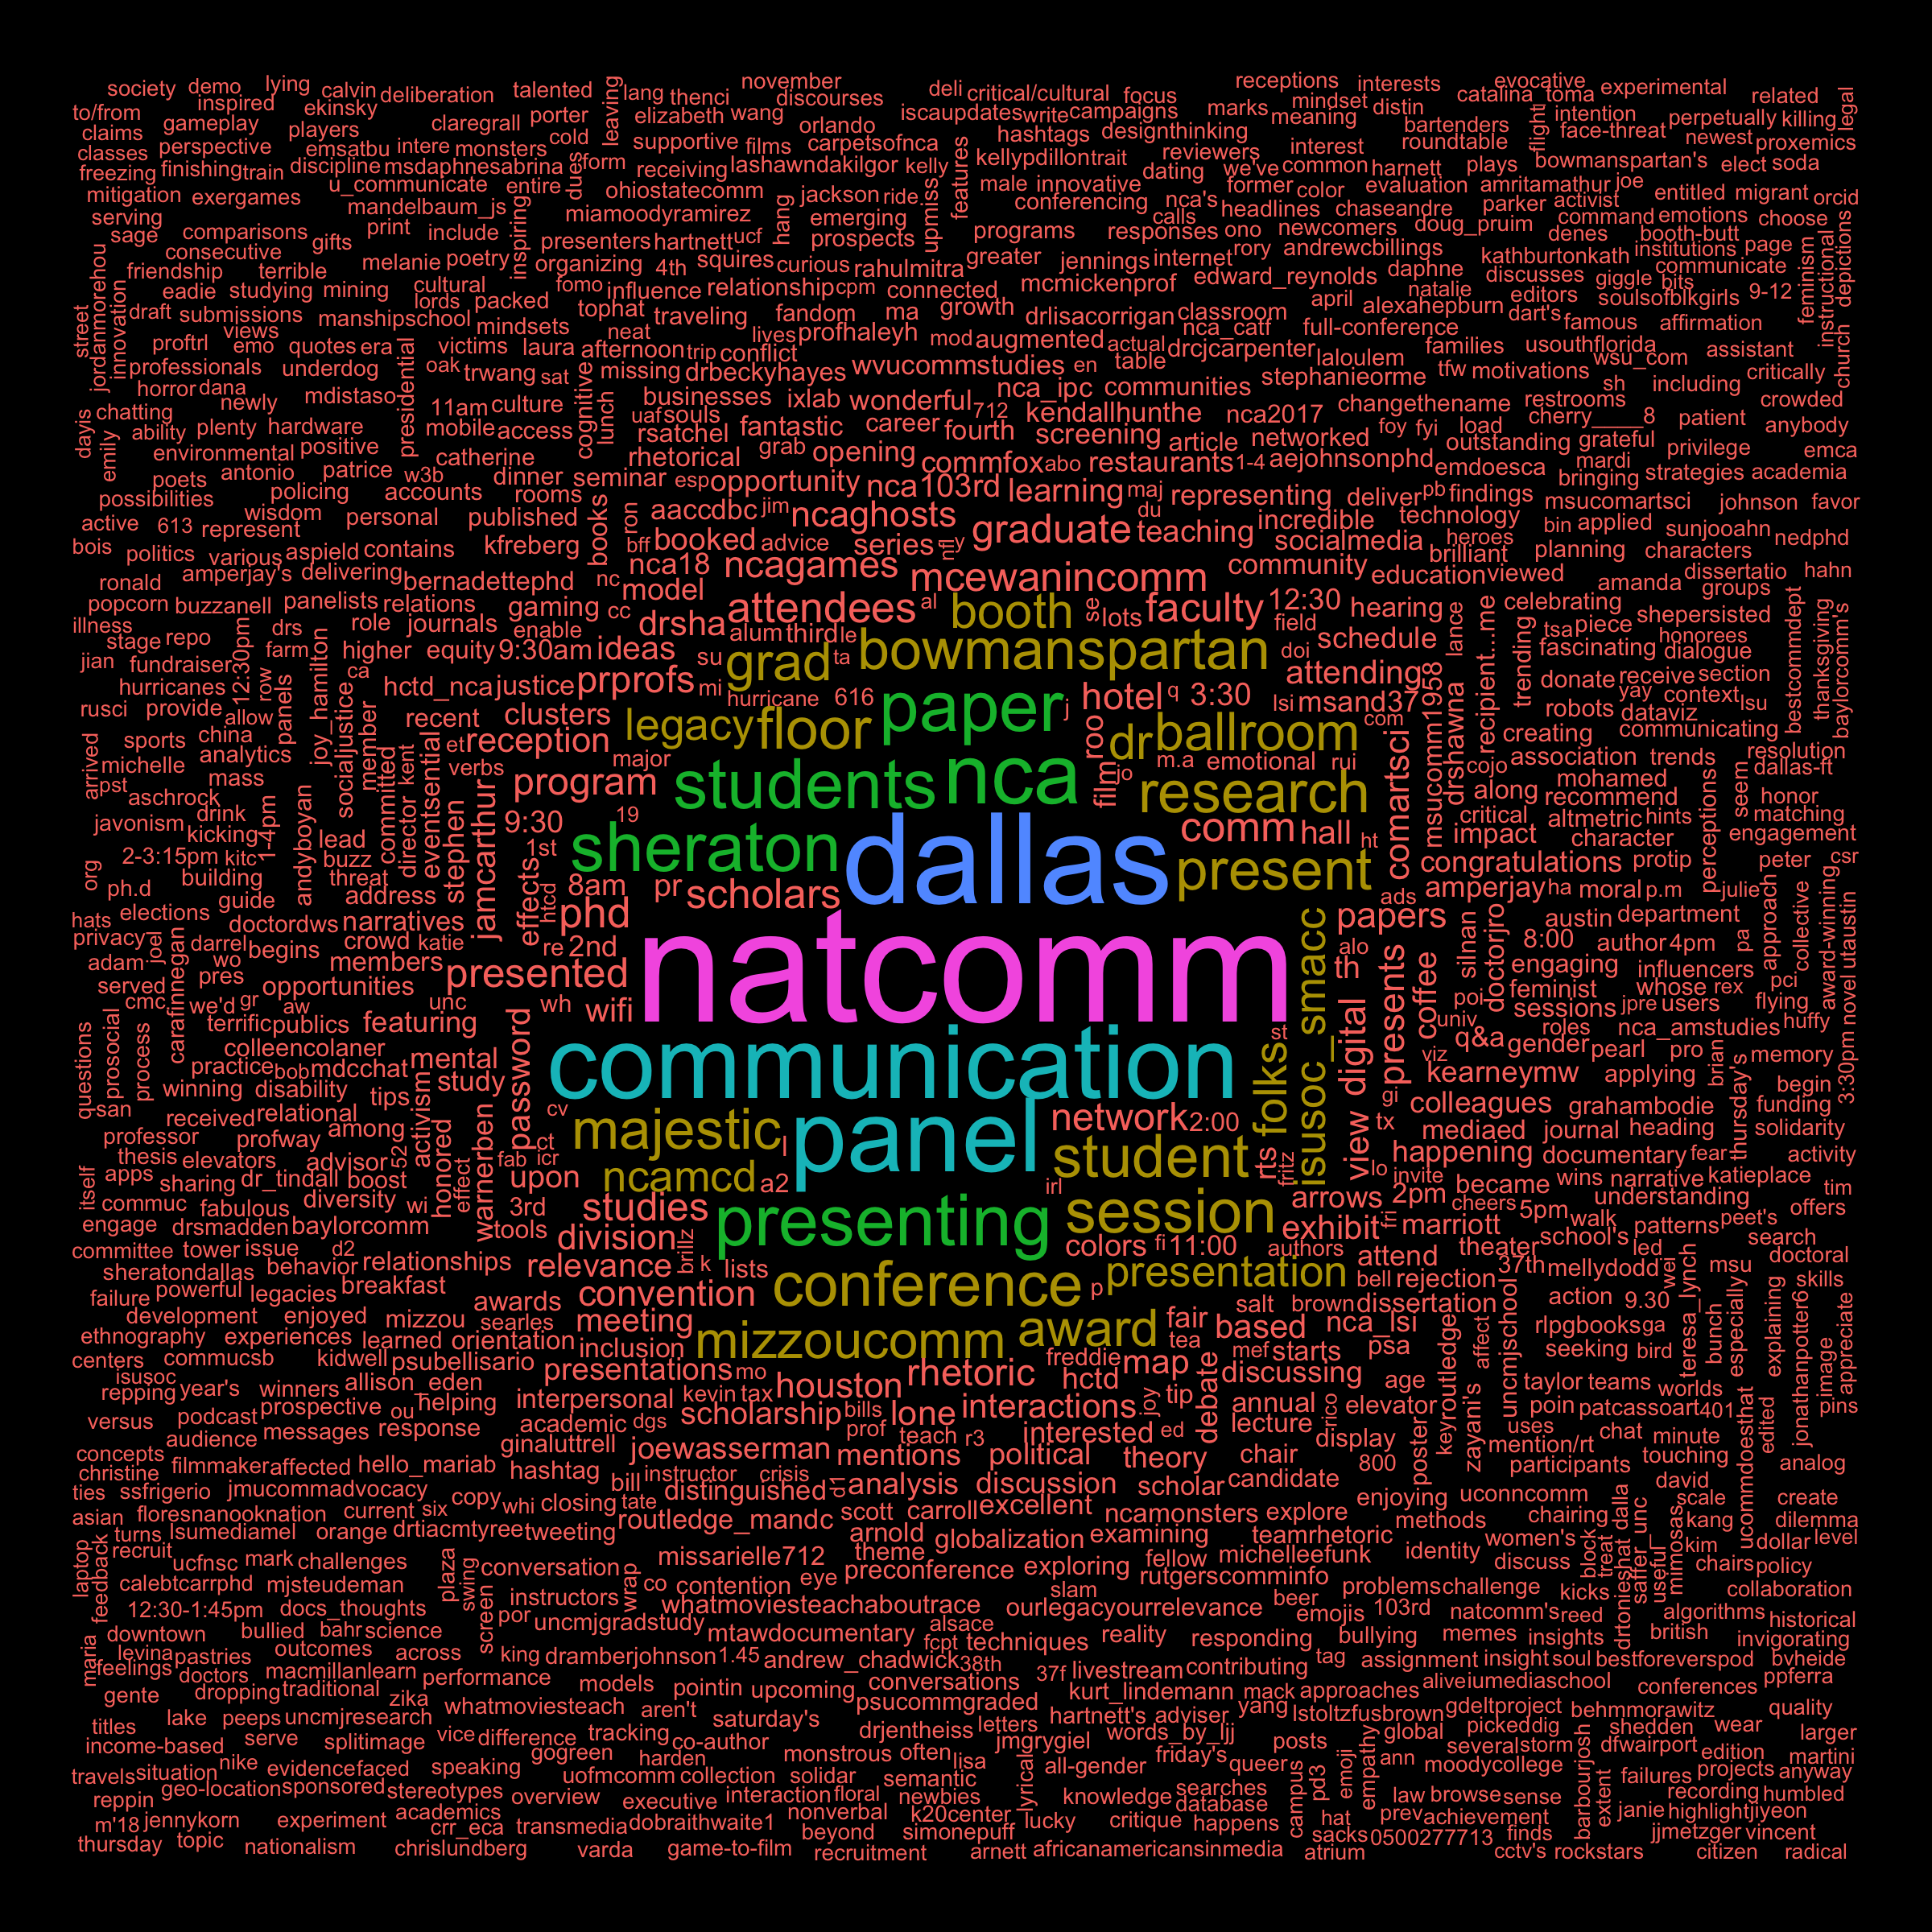 society demo lying calvin deliberation talented leaving lang thenci november discourses deli critical/cultural focus receptions interests evocative experimental related legal
to/from inspired ekinsky claregrall porter elizabeth wang orlando iscaupdates write campaigns marks mindset distin catalina toma intention perpetually killing
claims gameplay players emsatbu intere monsters cold supportive films carpetsofnca hashtags designthinking meaning bartenders flight face-threat newest proxemics
classes perspective discipline msdaphnesabrina dues form receiving lashawndakilgor kelly features kellypdillon trait reviewers interest roundtable bowmanspartan's elect soda
freezing finishing train u_communicate entire ohiostatecomm jackson ride male innovative dating we've common harnett plays amritamathur joe entitled migrant orcid
mitigation exergames mandelbaum_js inspiring miamoodyramirez hang emerging upmiss conferencing nca's former color evaluation parker activist command emotions choose
serving sage comparisons gifts print include presenters hartnett ucf prospects programs calls responses ono headlines newcomers chaseandre doug_pruim denes booth-butt institutions page
consecutive friendship terrible melanie poetry organizing 4th squires curious rahulmitra greater jennings internet rory andrewcbillings kathburtonkath communicate feminism instructional depictions
street jordanmorehou innovation eadie studying mining cultural lords packed fomo influence relationship cpm connected mcmickenprof edward_reynolds daphne natalie discusses giggle bits editors soulsofblkgirls 9-12
draft submissions manshipschool mindsets tophat neat traveling lives fandom profhaleyh ma growth drlisacorrigan classroom april alexahepburn dart's famous affirmation
proftrl views emo quotes era presidential victims laura afternoon trip conflict mod augmented actual nca_catf drcjcarpenter full-conference families usouthflorida assistant
professionals underdog oak trwang sat missing drbeckyhayes wvucommstudies en table laloulem tfw motivations wsu_com critically church
horror dana newly mdistaso 11am culture cognitive lunch businesses ixlab wonderful nca_ipc communities stephanieorme changethename restrooms sh including crowded
davis emily chatting ability plenty hardware mobile access uaf souls fantastic career 712 kendallhunthe nca2017 foy fyi load cherry____8 patient anybody
environmental positive catherine rsatchel grab opening fourth screening article networked outstanding grateful privilege emca
poets antonio patrice w3b dinner seminar rhetorical esp opportunity commfox abo restaurants 1-4 aejohnsonphd emdoesca mardi bringing strategies academia
possibilities policing accounts rooms books nca103rd learning maj representing deliver pb findings msucomartsci johnson favor
active 613 represent wisdom personal published ron aaccdbc jim ncaghosts graduate du teaching incredible technology bin applied sunjooahn
bois politics various aspield contains kfreberg bff booked advice series ny socialmedia heroes brilliant planning characters nedphd
ronald amperjay's delivering bernadettephd nc nca18 model ncagames mcewanincomm community education viewed amanda dissertatio hahn
popcorn buzzanell panelists relations gaming cc attendees al booth se lots faculty 12:30 hearing celebrating shepersisted groups
illness stage repo drs role journals enable drsha alum third le bowmanspartan field schedule lance tsa piece honorees
jian fundraiser 12:30pm farm higher equity 9:30am ideas su grad ta doi attending recipient...me trending fascinating dialogue thanksgiving
hurricanes row ca hctd_nca justice prprofs mi hurricane 616 paper j hotel q 3:30 lsi msand37 msucomm1958 donate receive section bestcommdept baylorcomm's
rusci provide allow panels joy_hamilton recent clusters legacy floor roo dr ballroom com drshawna cojo robots yay context lsu
arrived sports china analytics socialjustice member kent eventsential et reception verbs major students nca film jo m.a emotional rui comartsci creating dataviz communicating
michelle mass committed program research association trends resolution
pst aschrock drink director stephen jamcarthur along mohamed perceptions seem dallas-ft
javonism kicking 1-4pm andyboyan lead 9:30 19 sheraton dallas comm hall ht critical altmetric hints recommend honor matching
2-3:15pm kitc buzz threat 1st effects impact character engagement
org ph.d building guide address 8am pr scholars present congratulations protip peter csr
hats elections doctordws narratives htcd phd ads amperjay ha moral p.m julie approach collective award-winning
privacy joel carafinnegan darrel begins crowd katie re 2nd natcomm isusoc_smacc papers silnan doctorjro austin department utaustin
adam wo members presented alo th 8:00 author 4pm pa
served pres opportunities engaging influencers pci novel
cmc we'd gr aw unc wh wifi digital presents coffee poi feminist whose rex flying
questions prosocial process terrific publics featuring password st univ sessions jpre users huffy
colleencolaner communication folks viz q&a roles nca_amstudies gender pearl pro brian
practice bob mdcchat mental study kearneymw applying memory thursday's 3:30pm
winning disability tips cv view gi colleagues grahambodie begin funding
san received relational activism ct majestic l panel network 2:00 tx mediaed journal heading solidarity
professor profway among 52g honored warnerben fab icr student rts fritz happening documentary fear activity
thesis elevators advisor effect upon ncamcd a2 irl lo invite became wins narrative katieplace
itself apps sharing dr_tindall boost diversity wi 3rd studies session arrows 2pm cheers 5pm understanding tim
commuc fabulous tools presenting fri marriott walk patterns peet's offers
engage drsmadden baylorcomm division brillz colors fi 11:00 authors exhibit attend theater school's led search
committee tower issue d2 relationships relevance k lists presentation bell rejection 37th mellydodd wei msu doctoral
sheratondallas behavior breakfast convention conference p salt brown dissertation action 9.30 teresa_lynch bunch especially explaining skills
failure powerful legacies awards meeting award fair based nca_lsi keyroutledge affect uncmjschool rlpgbooks ga
development enjoyed mizzou searles mizzoucomm tea mef starts psa seeking bird image appreciate
ethnography experiences learned orientation inclusion freddie map debate discussing
centers commucsb kidwell psubellisario presentations mo rhetoric hctd age zayani's taylor teams worlds
isusoc repping year's winners allison_eden interpersonal kevin tax houston joy tip annual elevator poin patcassoart 401 jonathanpotter6 pins
versus podcast prospective ou helping academic dgs scholarship bills lone interactions ed lecture rico poster uses chat minute edited
audience messages response ginaluttrell prof teach r3 interested display mention/rt touching ucommdoesthat
concepts filmmaker affected hello_mariab hashtag joewasserman mentions political theory chair 800 participants analog
christine ssfrigerio jmucommadvocacy bill instructor crisis d1 analysis discussion scholar candidate david
ties floresnanooknation current six copy whi closing tate distinguished scott carroll excellent ncamonsters explore enjoying uconncomm chairing dalla scale create
asian turns lsumediamel orange drtiacmtyree tweeting routledge_mandc arnold globalization examining teamrhetoric methods women's block kang dilemma
laptop recruit ucfnsc mark challenges plaza swing conversation missarielle712 theme preconference exploring fellow michelleefunk identity discuss treat saffer_unc useful mimosas kim dollar level
feedback calebtcarrphd mjsteudeman screen instructors wrap co contention eye slam rutgerscomminfo problems challenge kicks drtonieshat chairs policy collaboration
12:30-1:45pm docs_thoughts por uncmjgradstudy whatmoviesteachaboutrace alsace ourlegacyourrelevance beer emojis 103rd natcomm's reed algorithms historical
maria downtown bullied bahr science mtawdocumentary fcpt techniques reality responding bullying memes insights british invigorating
levina feelings pastries outcomes across king dramberjohnson 1.45 andrew_chadwick 38th 37f livestream contributing tag assignment insight soul bestforeverspod bvheide
doctors macmillanlearn performance models pointin upcoming conversations kurt_lindemann mack approaches alive iumediaschool conferences ppferra
gente dropping traditional zika whatmoviesteach aren't psucommgraded hartnett's adviser yang lstoltzfusbrown gdeltproject behmmorawitz quality
titles lake peeps uncmjresearch vice difference tracking saturday's drjentheiss letters words_by_ljj posts empathy global picked dig shedden wear larger
income-based serve splitimage gogreen harden co-author monstrous often lisa jmgrygiel friday's queer emoji ann several storm dfwairport edition martini
travels situation nike evidence faced speaking uofmcomm collection solidar semantic lyrical all-gender campus pd3 moodycollege barbourjosh failures projects anyway
reppin geo-location sponsored stereotypes overview executive interaction floral newbies knowledge searches database law browse sense extent recording humbled
m'18 jennykorn experiment academics crr_eca transmedia dobraithwaite1 nonverbal k20center lucky critique happens hat prev achievement janie highlight jiyeon
thursday topic nationalism chrislundberg varda game-to-film beyond recruitment simonepuff arnett africanamericansinmedia sacks atrium 0500277713 finds cctv's rockstars jjmetzger vincent citizen radical